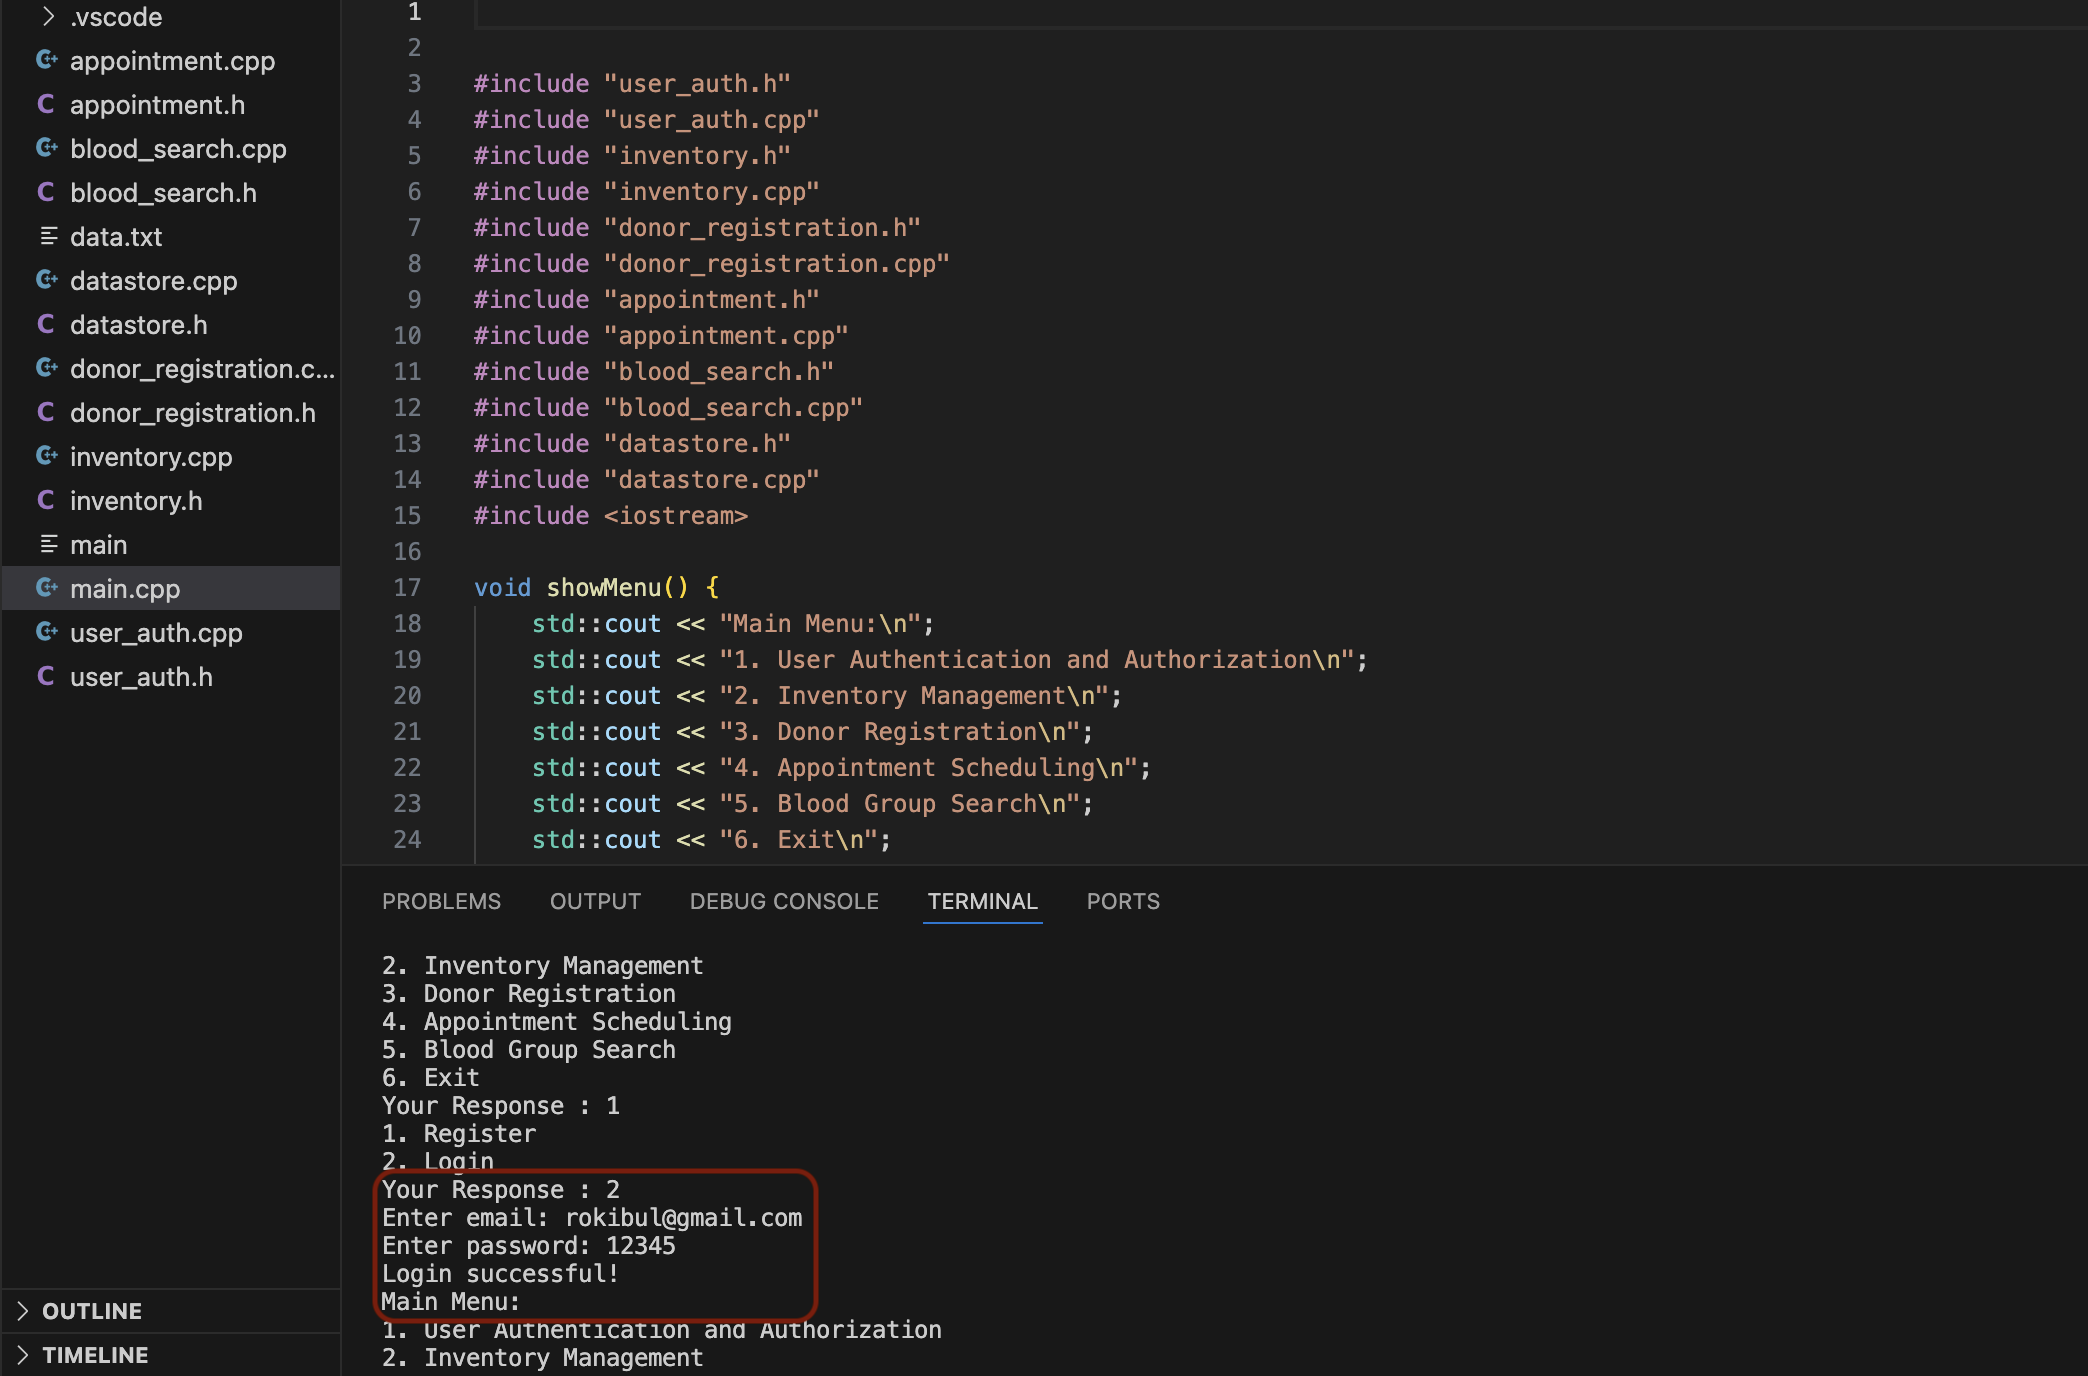 .vscode
appointment.cpp
appointment.h
blood_search.cpp
blood_search.h
data.txt
datastore.cpp
datastore.h
donor_registration.c...
donor_registration.h
inventory.cpp
inventory.h
main
main.cpp
user_auth.cpp
user_auth.h
OUTLINE
TIMELINE
1
2
3 #include "user_auth.h"
4 #include "user_auth.cpp"
5 #include "inventory.h"
6 #include "inventory.cpp"
7 #include "donor_registration.h"
8 #include "donor_registration.cpp"
9 #include "appointment.h"
10 #include "appointment.cpp"
11 #include "blood_search.h"
12 #include "blood_search.cpp"
13 #include "datastore.h"
14 #include "datastore.cpp"
15 #include <iostream>
16
17 void showMenu() {
18 std::cout << "Main Menu:\n";
19 std::cout << "1. User Authentication and Authorization\n";
20 std::cout << "2. Inventory Management\n";
21 std::cout << "3. Donor Registration\n";
22 std::cout << "4. Appointment Scheduling\n";
23 std::cout << "5. Blood Group Search\n";
24 std::cout << "6. Exit\n";
PROBLEMS OUTPUT DEBUG CONSOLE TERMINAL PORTS
2. Inventory Management
3. Donor Registration
4. Appointment Scheduling
5. Blood Group Search
6. Exit
Your Response : 1
1. Register
2. Login
Your Response : 2
Enter email: rokibul@gmail.com
Enter password: 12345
Login successful!
Main Menu:
1. User Authentication and Authorization
2. Inventory Management